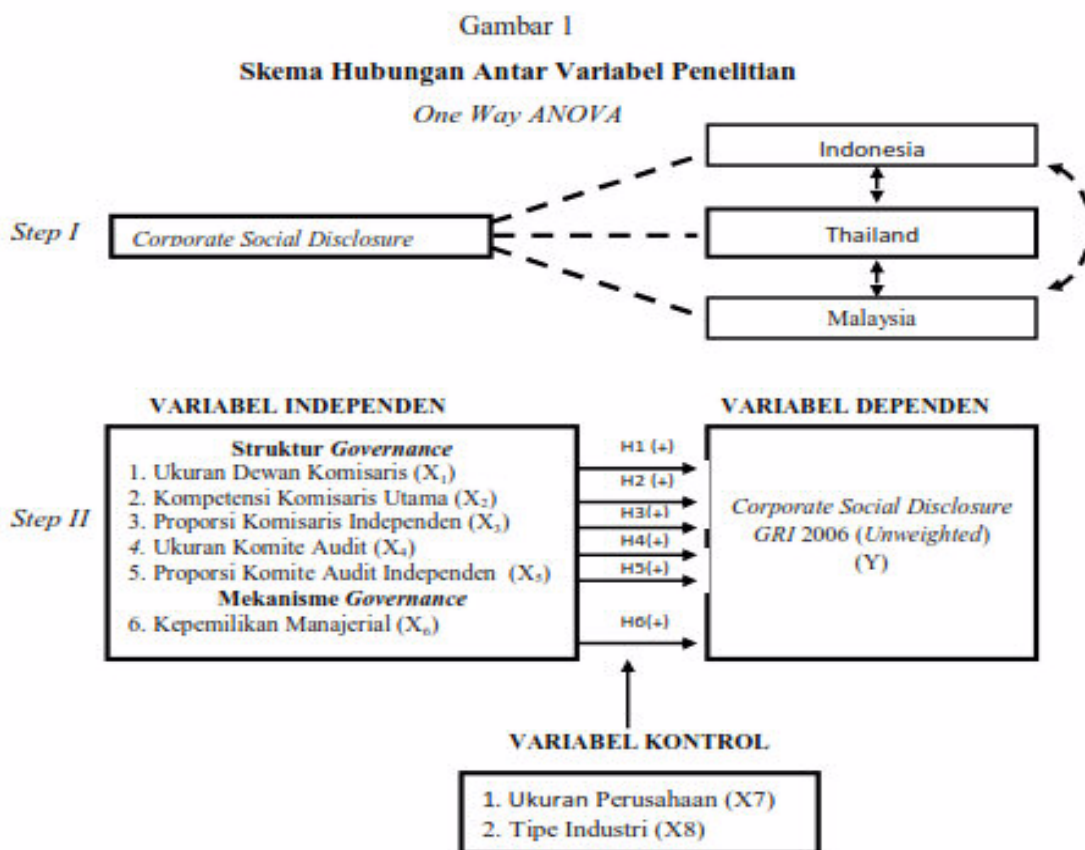 Gambar 1
Skema Hubungan Antar Variabel Penelitian
One Way ANOVA
Step I
Corporate Social Disclosure
Indonesia
Thailand
Malaysia
VARIABEL INDEPENDEN
VARIABEL DEPENDEN
Step II
Struktur Governance
1. Ukuran Dewan Komisaris (X₁)
2. Kompetensi Komisaris Utama (X₂)
3. Proporsi Komisaris Independen (X₃)
4. Ukuran Komite Audit (X₄)
5. Proporsi Komite Audit Independen (X₅)
Mekanisme Governance
6. Kepemilikan Manajerial (X₆)
H1 (+)
H2 (+)
H3(+)
H4(+)
H5(+)
H6(+)
Corporate Social Disclosure
GRI 2006 (Unweighted)
(Y)
VARIABEL KONTROL
1. Ukuran Perusahaan (X7)
2. Tipe Industri (X8)